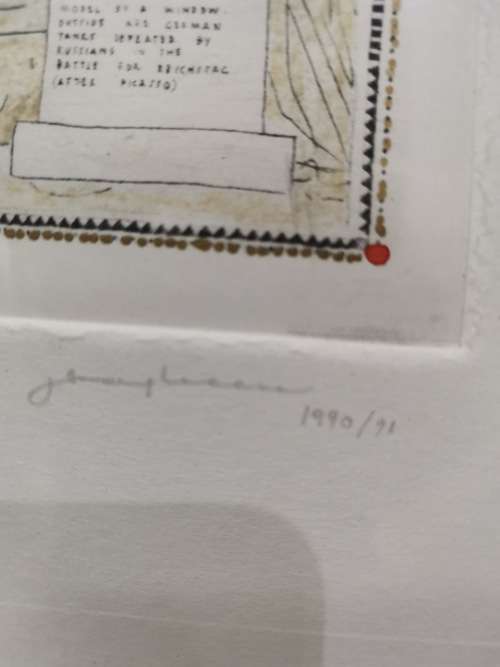 MODEL BY A WINDOW.
OUTSIDE ARE GERMAN
TANKS DEFEATED BY
RUSSIANS IN THE
BATTLE FOR REICHSTAG
(AFTER PICASSO)
1990/91